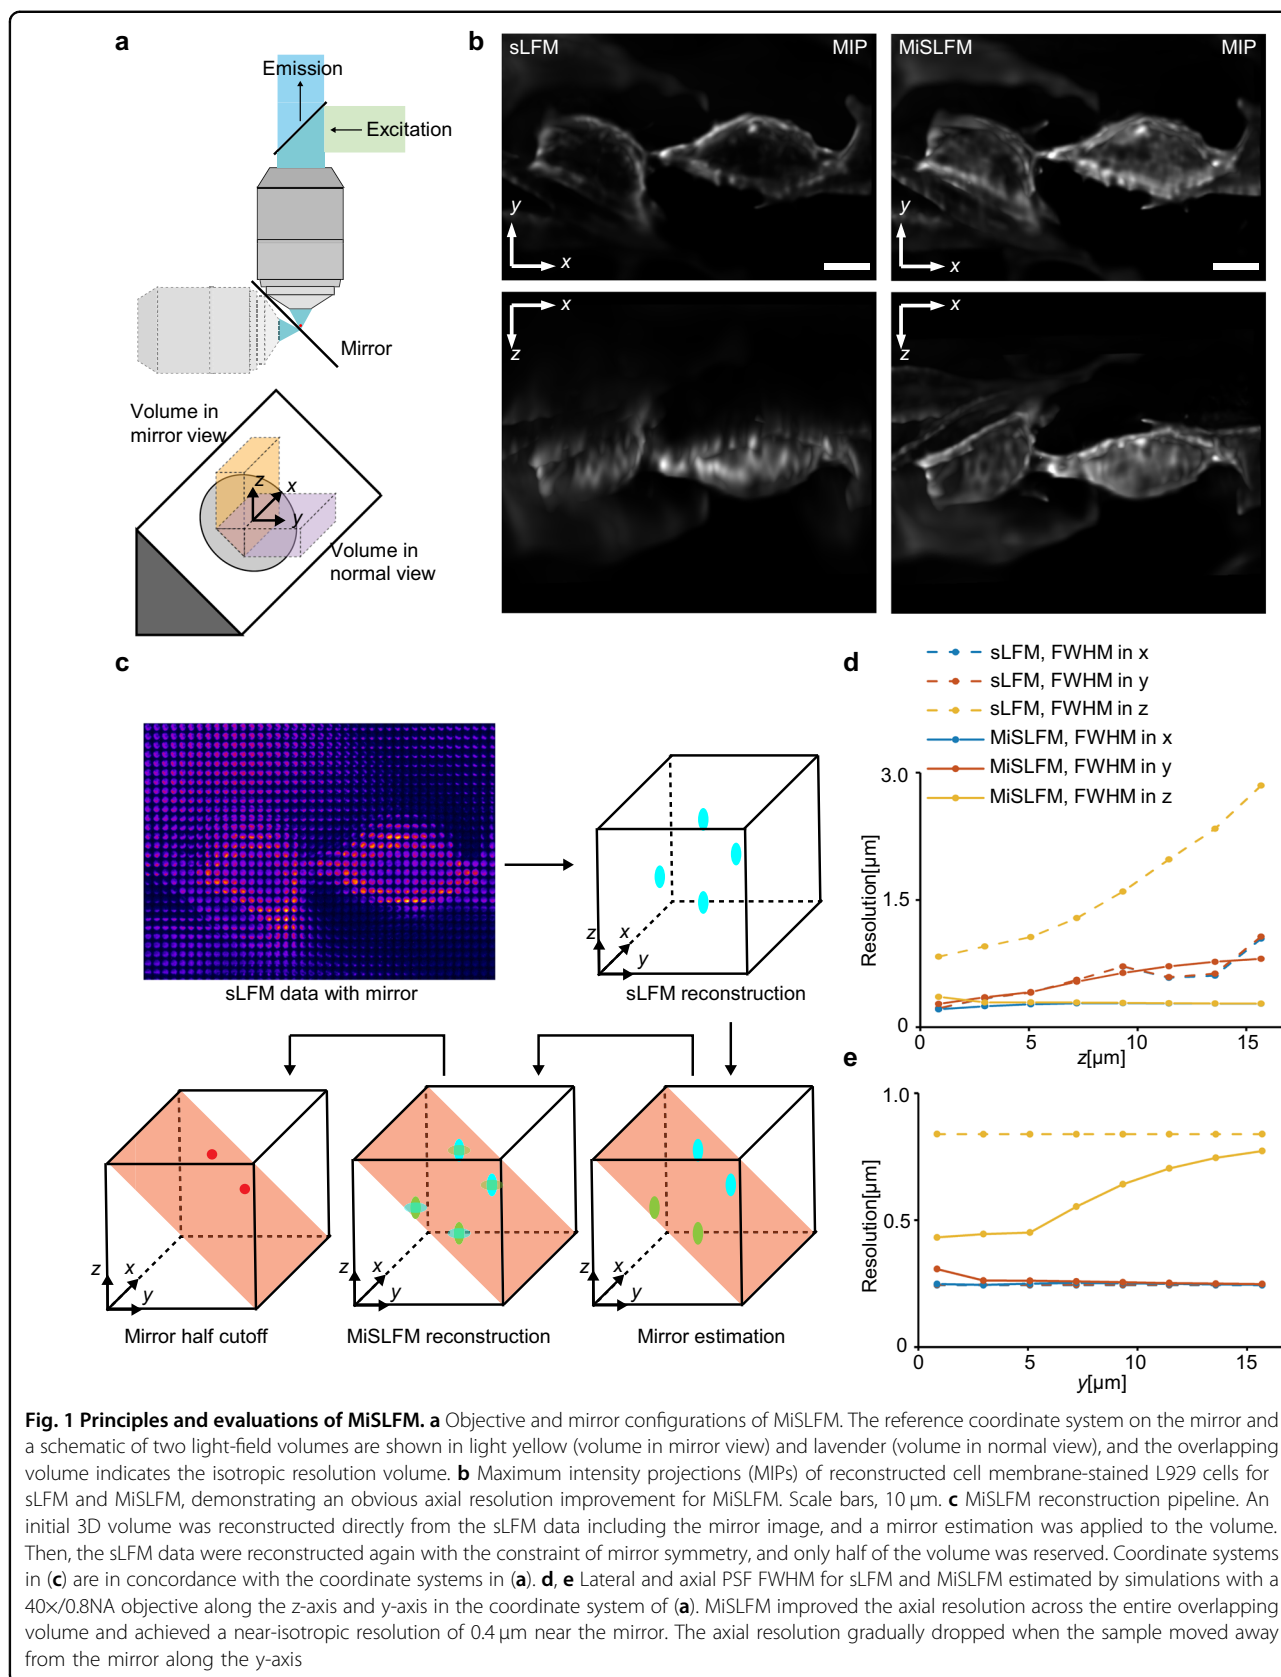 a
Emission
Excitation
Mirror
Volume in
mirror view
z
x
y
Volume in
normal view
b
sLFM
MIP
y
x
MiSLFM
MIP
y
x
x
z
x
z
c
sLFM data with mirror
z
x
y
sLFM reconstruction
z
x
y
Mirror half cutoff
z
x
y
MiSLFM reconstruction
z
x
y
Mirror estimation
d
sLFM, FWHM in x
sLFM, FWHM in y
sLFM, FWHM in z
MiSLFM, FWHM in x
MiSLFM, FWHM in y
MiSLFM, FWHM in z
3.0
1.5
0
Resolution[µm]
0
5
10
15
z[µm]
e
1.0
0.5
0
Resolution[µm]
0
5
10
15
y[µm]
Fig. 1 Principles and evaluations of MiSLFM. a Objective and mirror configurations of MiSLFM. The reference coordinate system on the mirror and
a schematic of two light-field volumes are shown in light yellow (volume in mirror view) and lavender (volume in normal view), and the overlapping
volume indicates the isotropic resolution volume. b Maximum intensity projections (MIPs) of reconstructed cell membrane-stained L929 cells for
sLFM and MiSLFM, demonstrating an obvious axial resolution improvement for MiSLFM. Scale bars, 10 µm. c MiSLFM reconstruction pipeline. An
initial 3D volume was reconstructed directly from the sLFM data including the mirror image, and a mirror estimation was applied to the volume.
Then, the sLFM data were reconstructed again with the constraint of mirror symmetry, and only half of the volume was reserved. Coordinate systems
in (c) are in concordance with the coordinate systems in (a). d, e Lateral and axial PSF FWHM for sLFM and MiSLFM estimated by simulations with a
40×/0.8NA objective along the z-axis and y-axis in the coordinate system of (a). MiSLFM improved the axial resolution across the entire overlapping
volume and achieved a near-isotropic resolution of 0.4 µm near the mirror. The axial resolution gradually dropped when the sample moved away
from the mirror along the y-axis